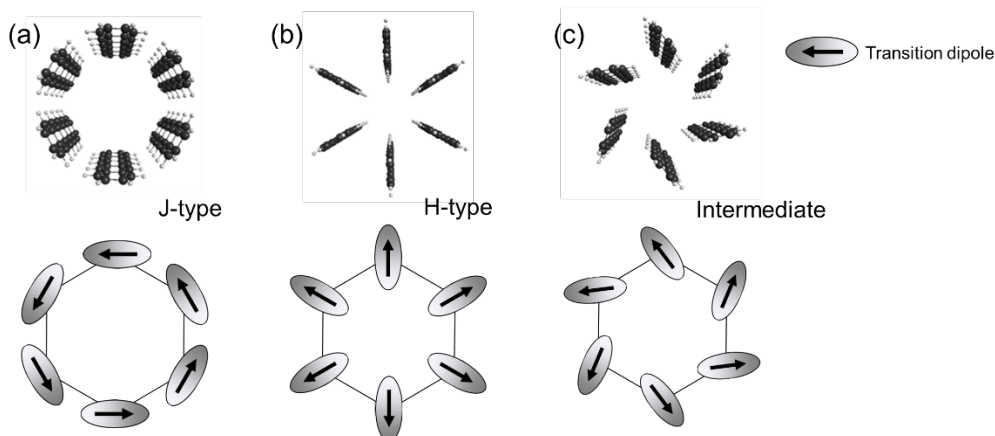 (a)
(b)
(c)
Transition dipole
J-type
H-type
Intermediate